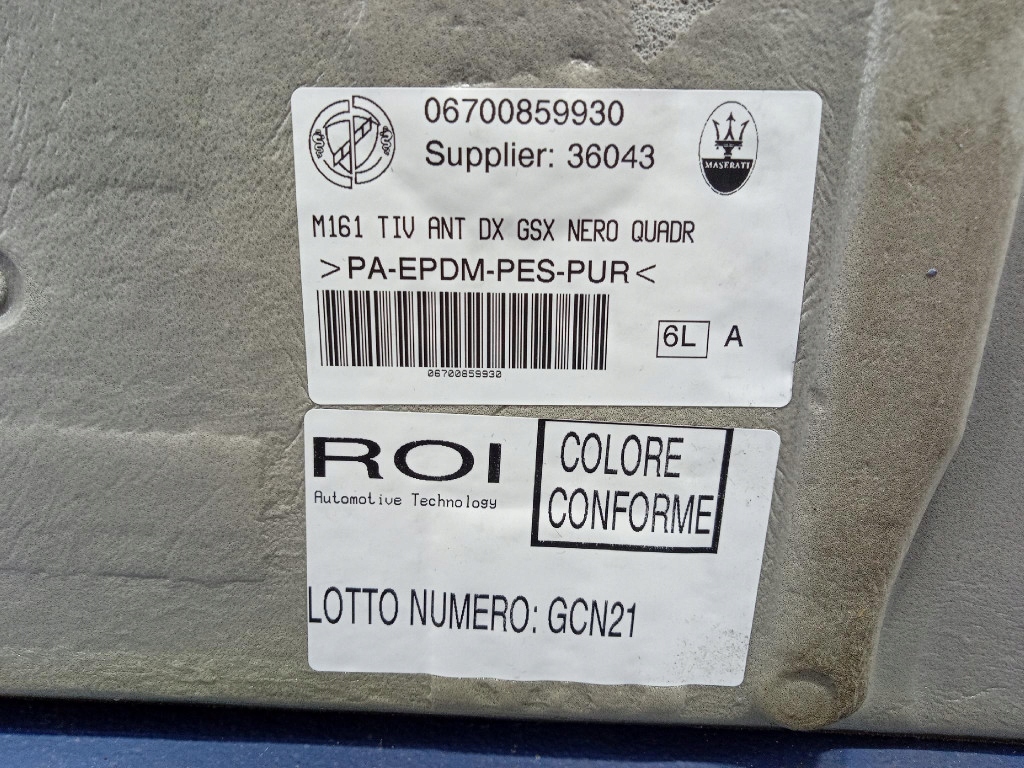 06700859930
Supplier: 36043
MASERATI
M161 TIV ANT DX GSX NERO QUADR
>PA-EPDM-PES-PUR<
06700859930
6L A
ROI
Automotive Technology
COLORE
CONFORME
LOTTO NUMERO: GCN21